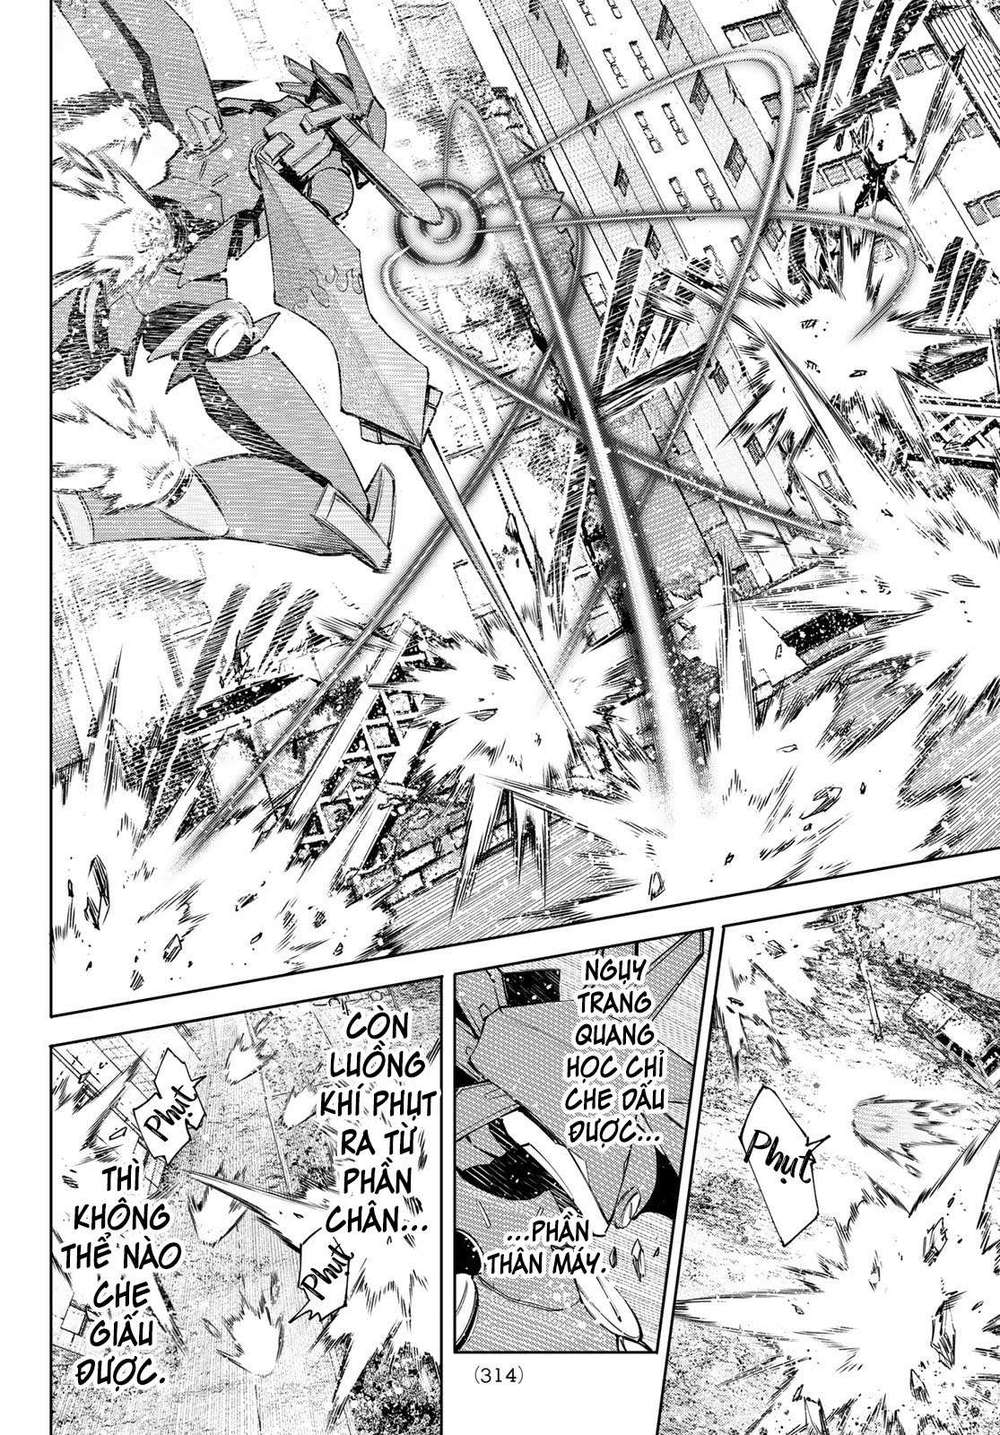 Phụt
NGỤY
TRANG
QUANG
HỌC CHỈ
CHE DẤU
ĐƯỢC...
...PHẦN
THÂN MÁY.
CÒN
LUỒNG
KHÍ PHỤT
RA TỪ
PHẦN
CHÂN...
Phụt
Phụt
THÌ
KHÔNG
THỂ NÀO
CHE
GIẤU
ĐƯỢC.
(314)